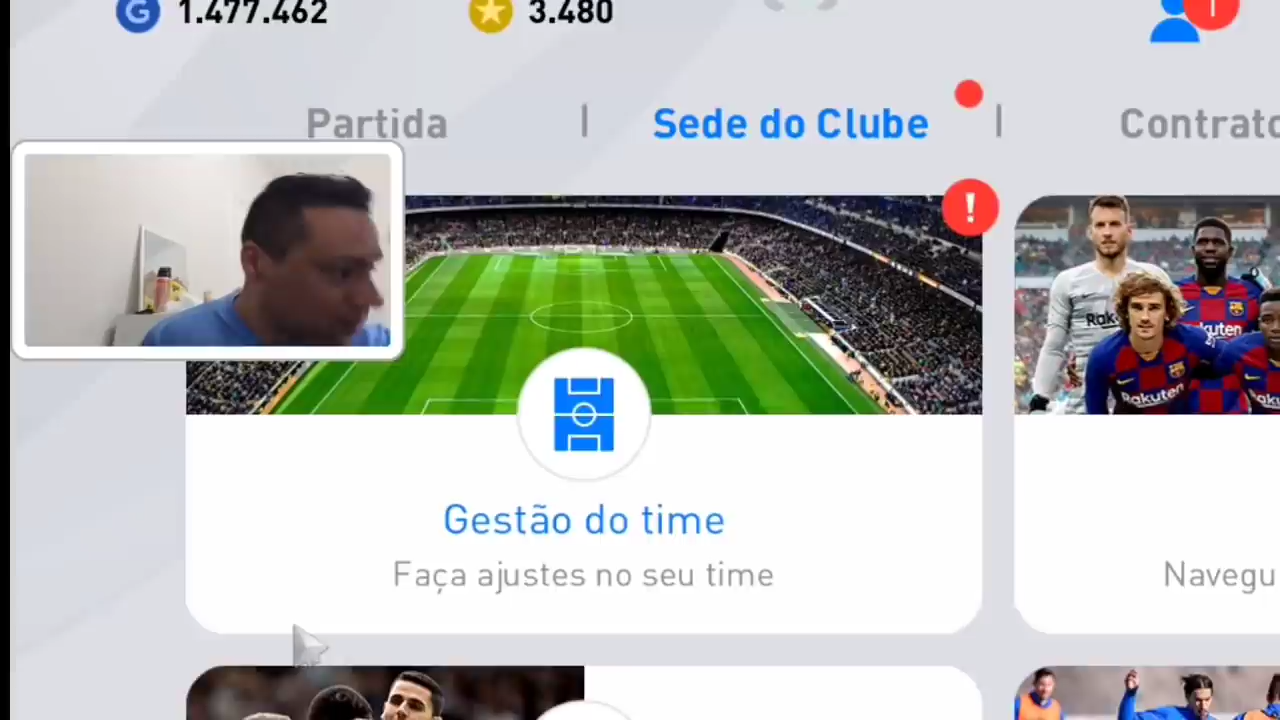 G 1.477.462 3.480 1
Partida | Sede do Clube | Contrato
!
Rakuten
Gestão do time
Faça ajustes no seu time
Navegu